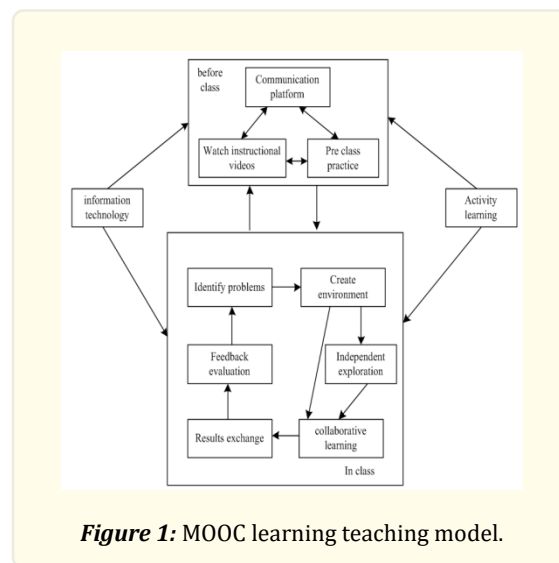 before
class
Communication
platform
Watch instructional
videos
Pre class
practice
information
technology
Activity
learning
Identify problems
Create
environment
Feedback
evaluation
Independent
exploration
Results exchange
collaborative
learning
In class
Figure 1: MOOC learning teaching model.